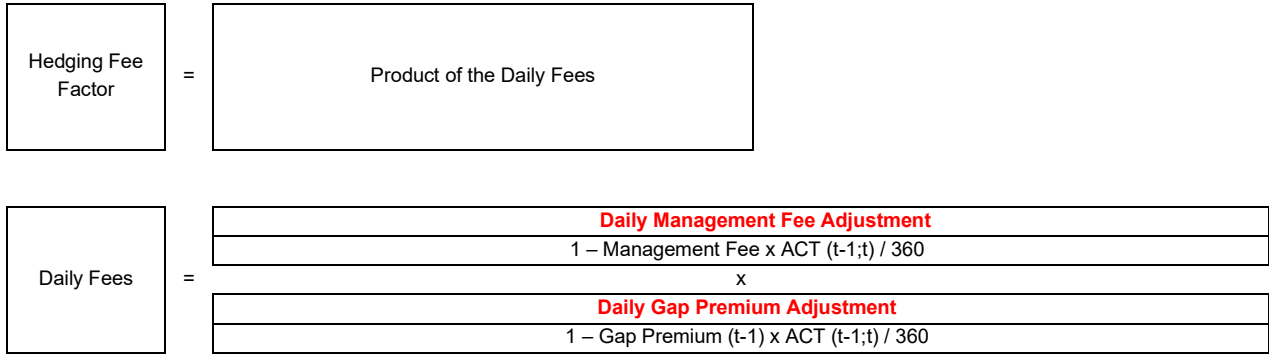 Hedging Fee
Factor
=
Product of the Daily Fees
Daily Management Fee Adjustment
1 – Management Fee x ACT (t-1;t) / 360
Daily Fees
=
x
Daily Gap Premium Adjustment
1 – Gap Premium (t-1) x ACT (t-1;t) / 360